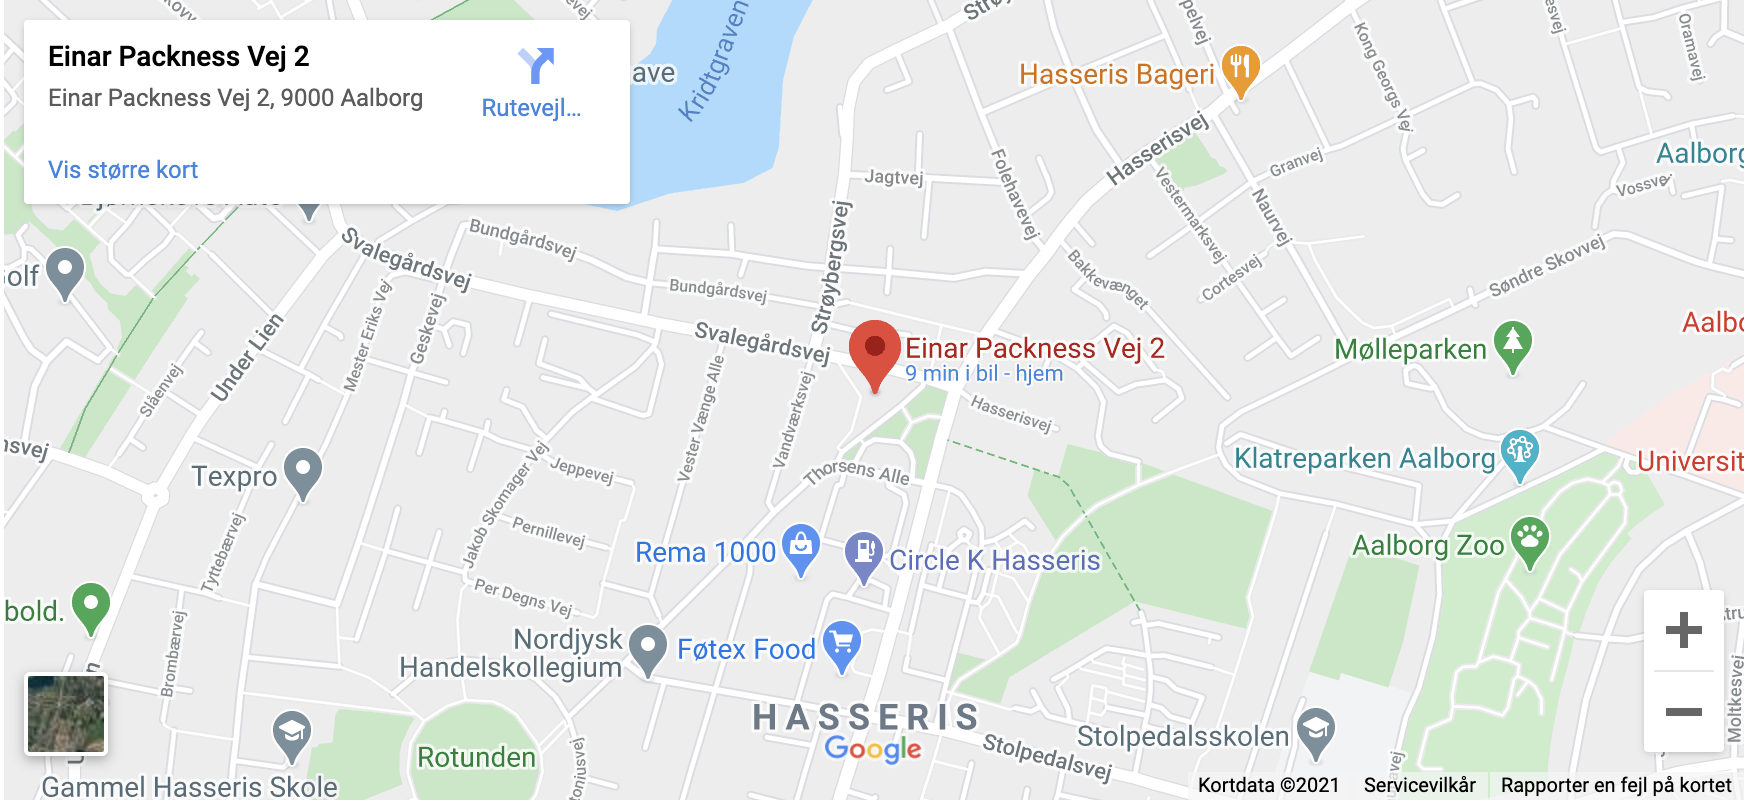 Einar Packness Vej 2
Einar Packness Vej 2, 9000 Aalborg
Rutevejl...
Vis større kort
ave
Kridtgraven
Hasseris Bageri
Kong Georgs Vej
Oramavej
Hasserisvej
Granvej
Aalborg
Vossvej
Jagtvej
Folehavevej
Vestermarksvej
Naurvej
Strøybergsvej
Svalegårdsvej
Bundgårdsvej
Bundgårdsvej
Bakkevænget
Cortesvej
Søndre Skovvej
Golf
Under Lien
Mester Eriks Vej
Geskevej
Slåenvej
Svalegårdsvej
Einar Packness Vej 2
9 min i bil - hjem
Mølleparken
Aalbo
Vester Vænge Alle
Vandværksvej
Hasserisvej
Thorsens Alle
Klatreparken Aalborg
Universit
nsvej
Texpro
Jeppevej
Jakob Skomager Vej
Pernillevej
Per Degns Vej
Tyttebærvej
Brombærvej
Rema 1000
Circle K Hasseris
Aalborg Zoo
bold.
Nordjysk
Handelskollegium
Føtex Food
HASSERIS
Google
Stolpedalsvej
Stolpedalsskolen
Moltkesvej
Rotunden
Gammel Hasseris Skole
toniusvej
Kortdata ©2021
Servicevilkår
Rapporter en fejl på kortet